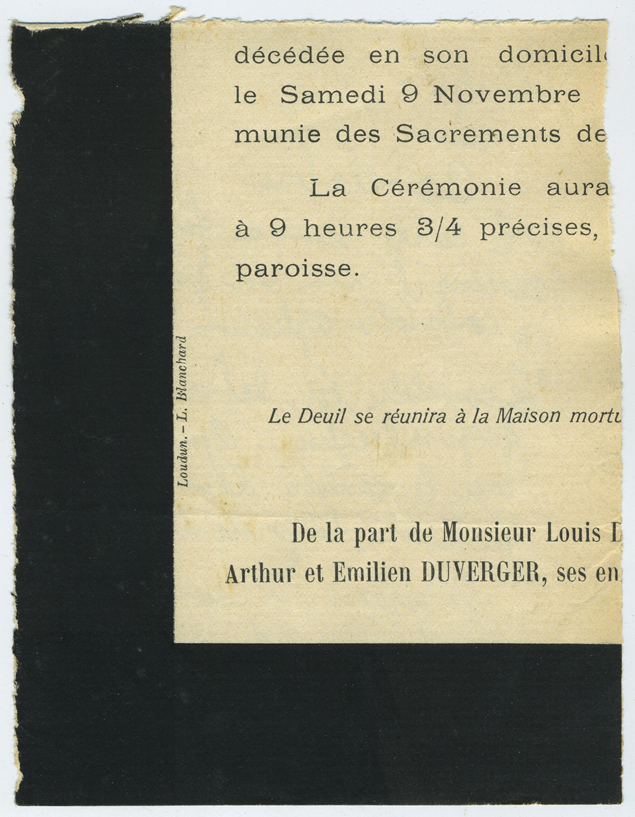 décédée en son domicil
le Samedi 9 Novembre
munie des Sacrements de
La Cérémonie aura
à 9 heures 3/4 précises,
paroisse.
Loudun. – L. Blanchard
Le Deuil se réunira à la Maison mortu
De la part de Monsieur Louis D
Arthur et Emilien DUVERGER, ses en